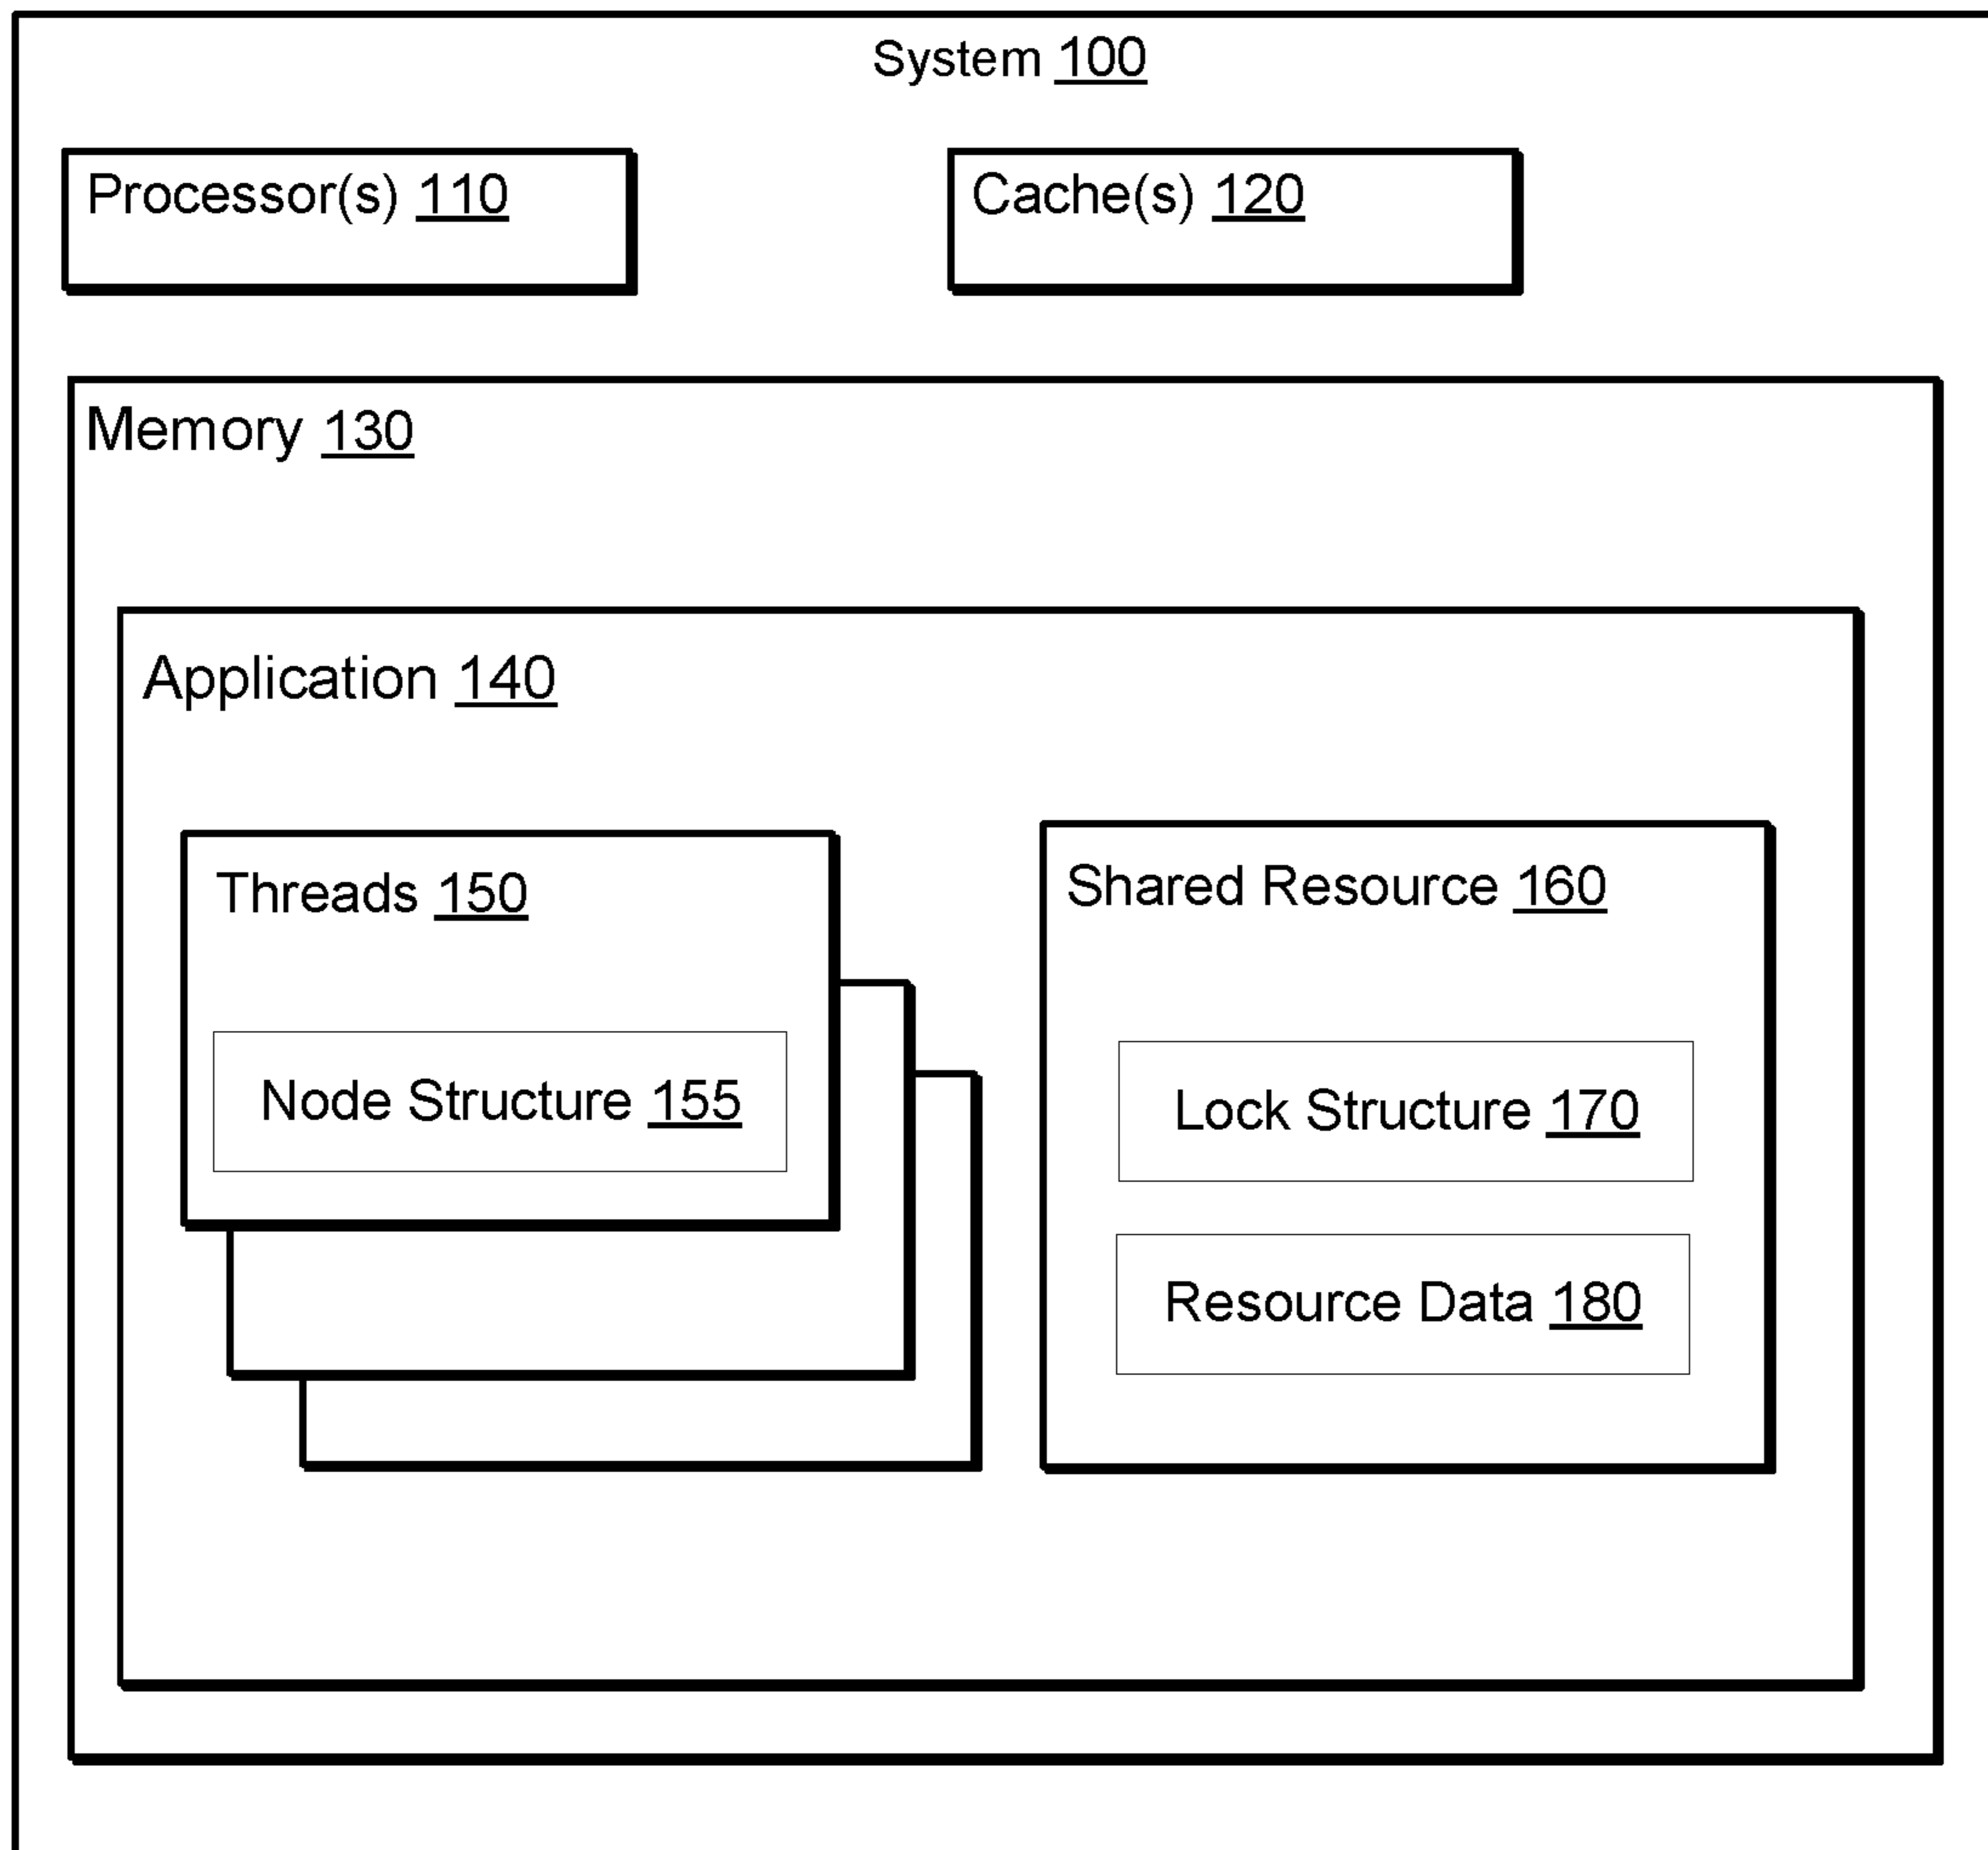 System 100
Processor(s) 110
Cache(s) 120
Memory 130
Application 140
Threads 150
Node Structure 155
Shared Resource 160
Lock Structure 170
Resource Data 180